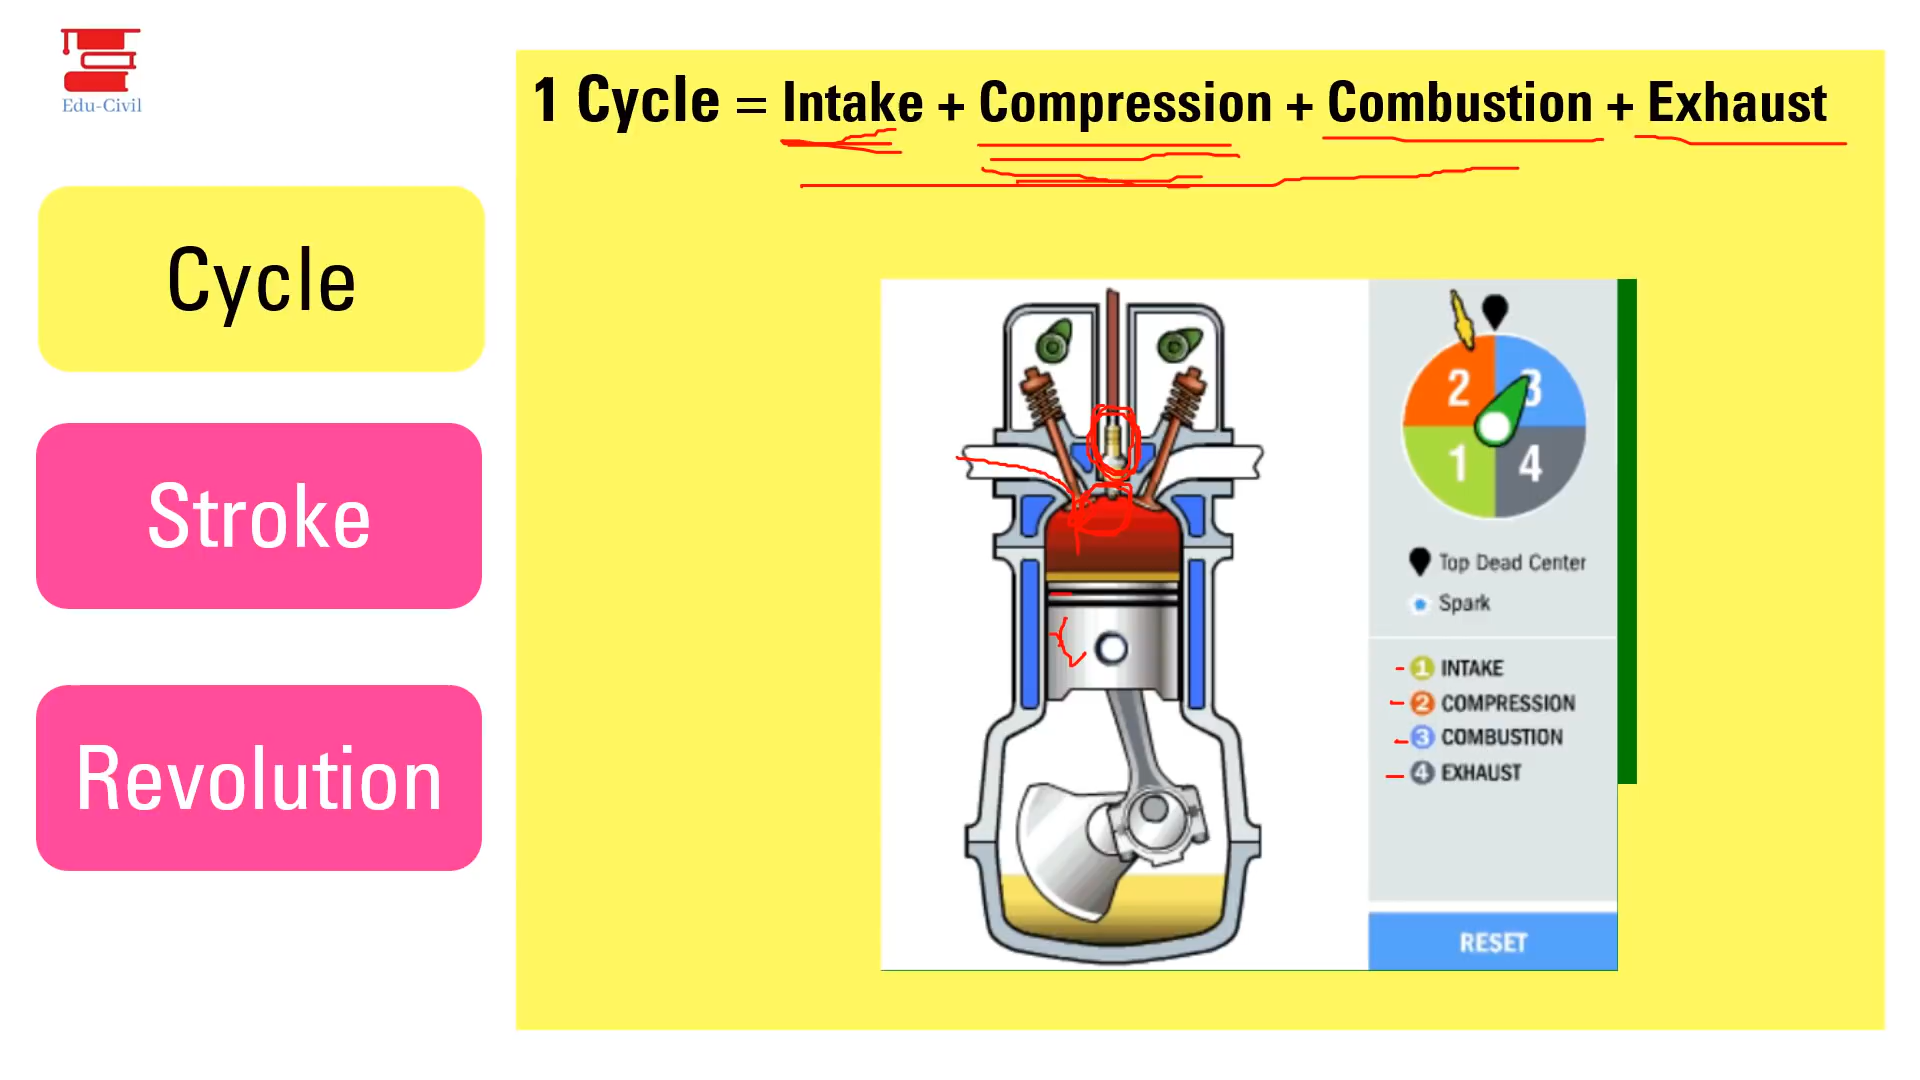 Edu-Civil
1 Cycle = Intake + Compression + Combustion + Exhaust
Cycle
Stroke
Revolution
2 3
1 4
Top Dead Center
Spark
1 INTAKE
2 COMPRESSION
3 COMBUSTION
4 EXHAUST
RESET